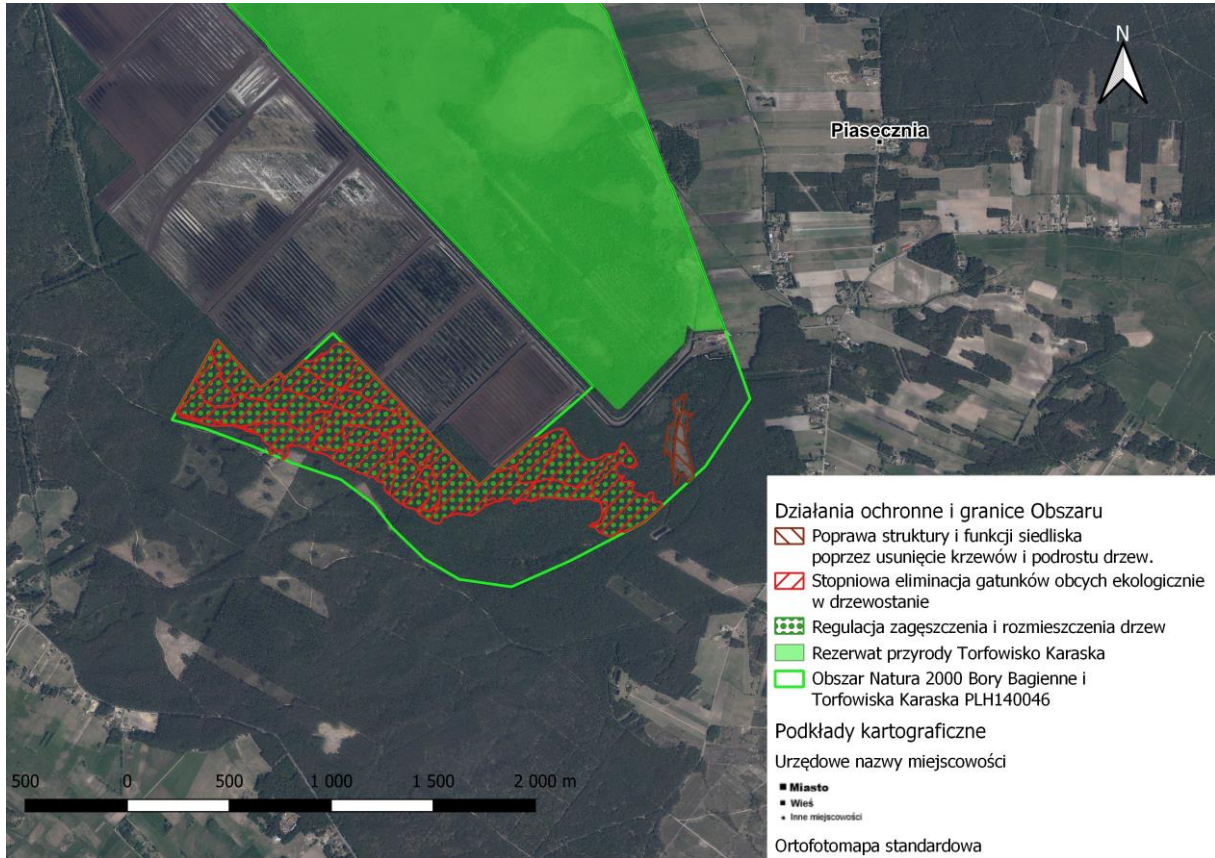 N
Piasecznia
Działania ochronne i granice Obszaru
Poprawa struktury i funkcji siedliska
poprzez usunięcie krzewów i podrostu drzew.
Stopniowa eliminacja gatunków obcych ekologicznie
w drzewostanie
Regulacja zagęszczenia i rozmieszczenia drzew
Rezerwat przyrody Torfowisko Karaska
Obszar Natura 2000 Bory Bagienne i
Torfowiska Karaska PLH140046
Podkłady kartograficzne
Urzędowe nazwy miejscowości
Miasto
Wieś
Inne miejscowości
Ortofotomapa standardowa
500 0 500 1 000 1 500 2 000 m